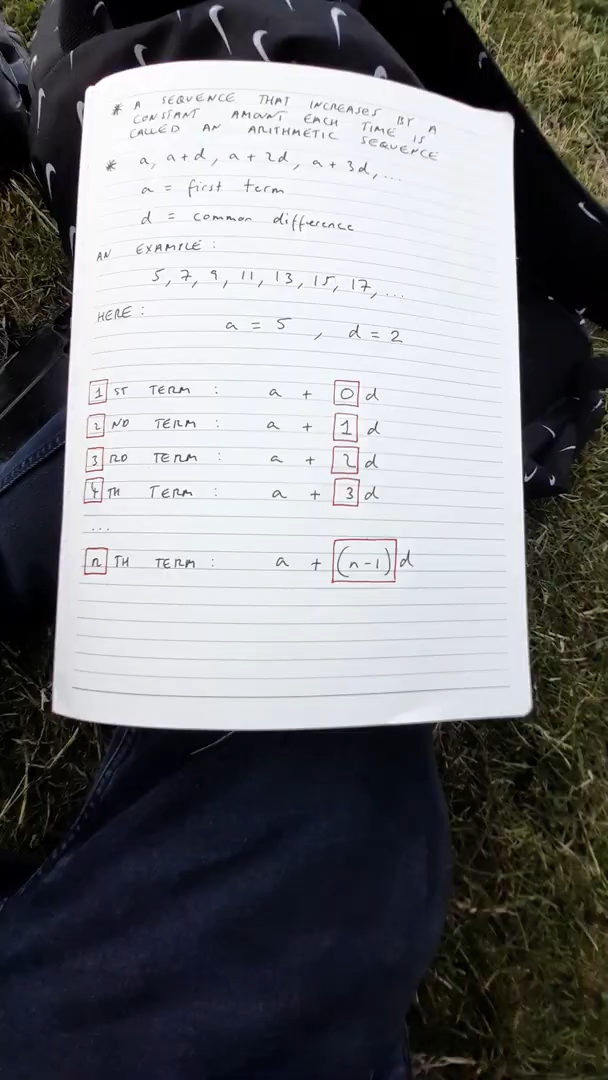 * A SEQUENCE THAT INCREASES BY A
CONSTANT AMOUNT EACH TIME IS
CALLED AN ARITHMETIC SEQUENCE
* a, a+d, a+2d, a+3d, ...
a = first term
d = common difference
AN EXAMPLE:
5, 7, 9, 11, 13, 15, 17, ...
HERE:
a = 5, d = 2
1 ST TERM: a + 0 d
2 ND TERM: a + 1 d
3 RD TERM: a + 2 d
4 TH TERM: a + 3 d
...
n TH TERM: a + (n-1) d